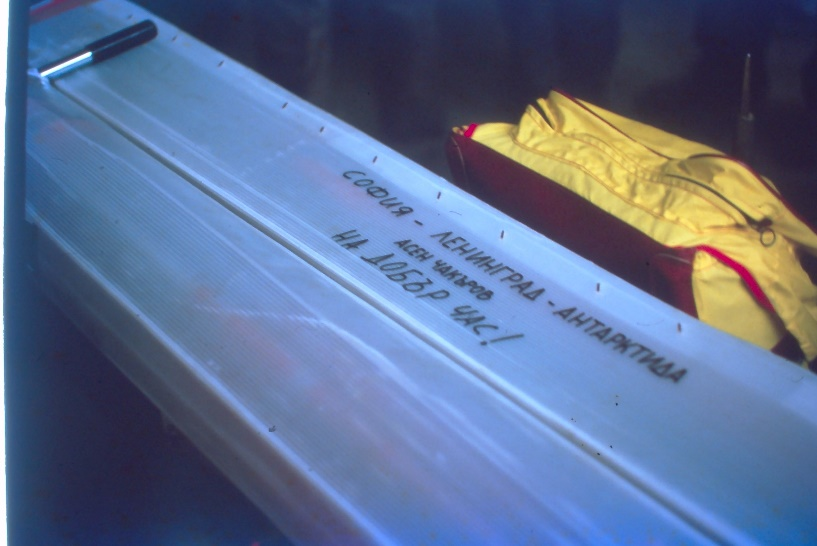 СОФИЯ - ЛЕНИНГРАД - АНТАРКТИДА
АСЕН ЧАКЪРОВ
НА ДОБЪР ЧАС!